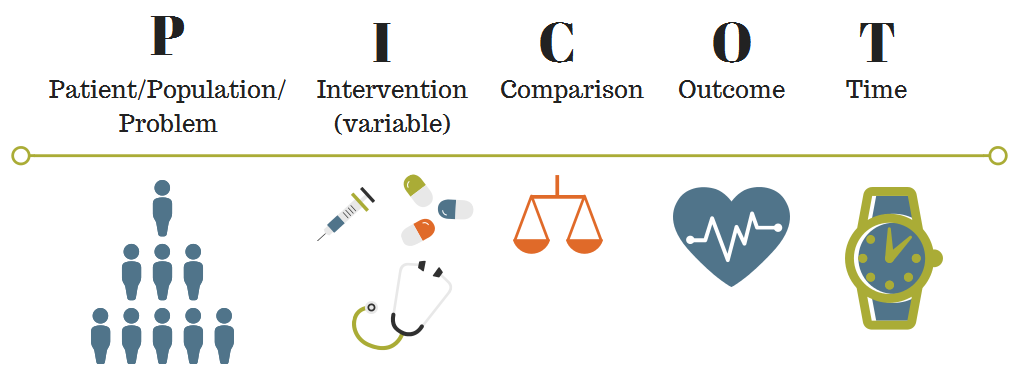 P I C O T
Patient/Population/ Intervention Comparison Outcome Time
Problem (variable)